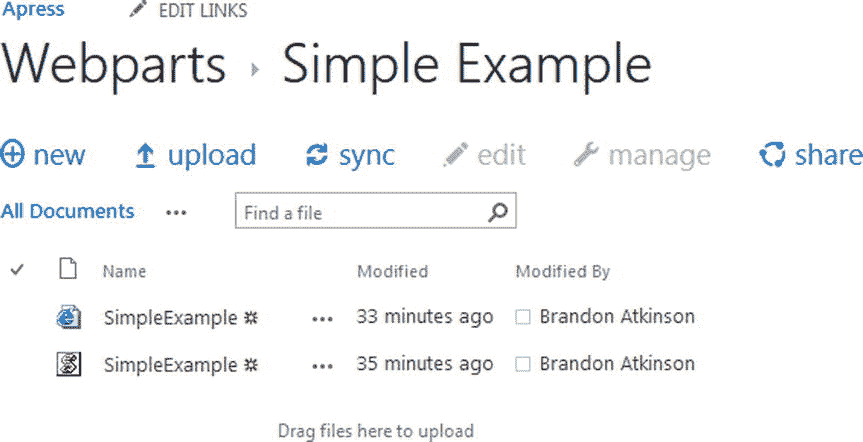 Apress EDIT LINKS
Webparts Simple Example
new upload sync edit manage share
All Documents ... Find a file
Name Modified Modified By
SimpleExample ... 33 minutes ago Brandon Atkinson
SimpleExample ... 35 minutes ago Brandon Atkinson
Drag files here to upload